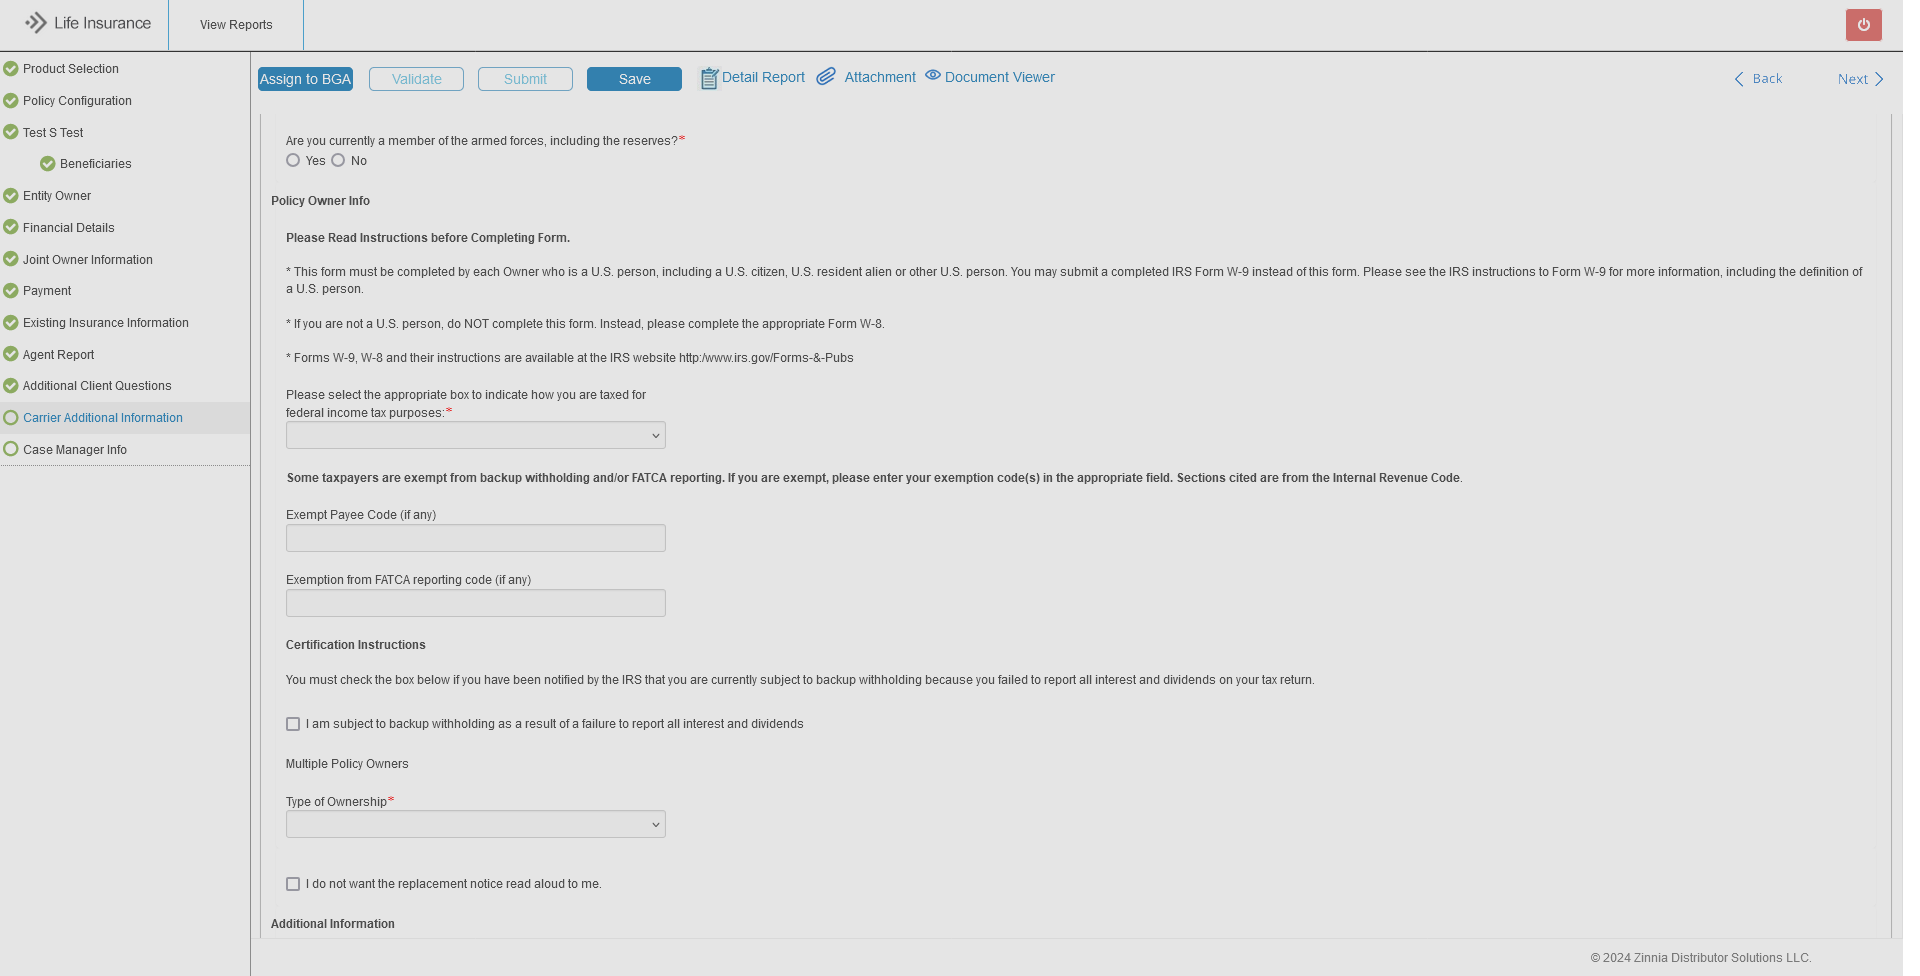 Life Insurance
View Reports
Product Selection
Policy Configuration
Test S Test
Beneficiaries
Entity Owner
Financial Details
Joint Owner Information
Payment
Existing Insurance Information
Agent Report
Additional Client Questions
Carrier Additional Information
Case Manager Info
Assign to BGA
Validate
Submit
Save
Detail Report
Attachment
Document Viewer
Back
Next
Are you currently a member of the armed forces, including the reserves?*
Yes No
Policy Owner Info
Please Read Instructions before Completing Form.
* This form must be completed by each Owner who is a U.S. person, including a U.S. citizen, U.S. resident alien or other U.S. person. You may submit a completed IRS Form W-9 instead of this form. Please see the IRS instructions to Form W-9 for more information, including the definition of
a U.S. person.
* If you are not a U.S. person, do NOT complete this form. Instead, please complete the appropriate Form W-8.
* Forms W-9, W-8 and their instructions are available at the IRS website http:/www.irs.gov/Forms-&-Pubs
Please select the appropriate box to indicate how you are taxed for
federal income tax purposes:*
Some taxpayers are exempt from backup withholding and/or FATCA reporting. If you are exempt, please enter your exemption code(s) in the appropriate field. Sections cited are from the Internal Revenue Code.
Exempt Payee Code (if any)
Exemption from FATCA reporting code (if any)
Certification Instructions
You must check the box below if you have been notified by the IRS that you are currently subject to backup withholding because you failed to report all interest and dividends on your tax return.
I am subject to backup withholding as a result of a failure to report all interest and dividends
Multiple Policy Owners
Type of Ownership*
I do not want the replacement notice read aloud to me.
Additional Information
© 2024 Zinnia Distributor Solutions LLC.